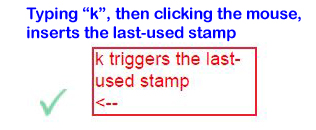 Typing “k”, then clicking the mouse,
inserts the last-used stamp
k triggers the last-
used stamp
<--